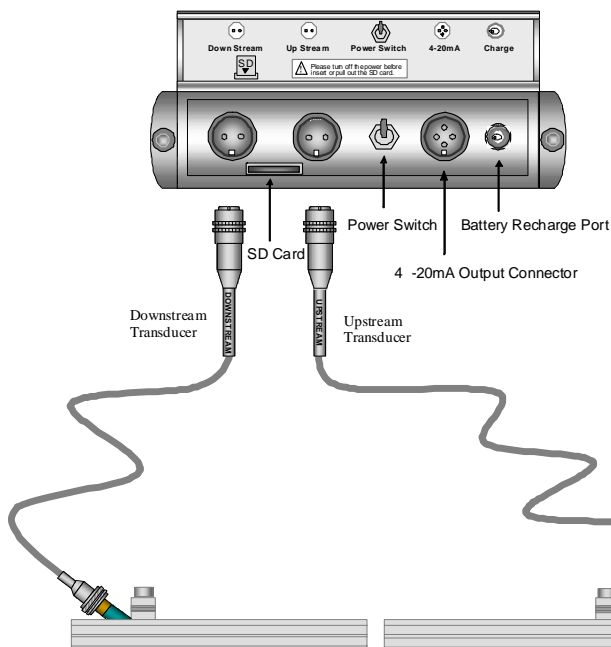 Down Stream
Up Stream
Power Switch
4-20mA
Charge
SD
Please turn off the power before
insert or pull out the SD card.
Power Switch
Battery Recharge Port
SD Card
4 -20mA Output Connector
DOWNSTREAM
UPSTREAM
Downstream
Transducer
Upstream
Transducer